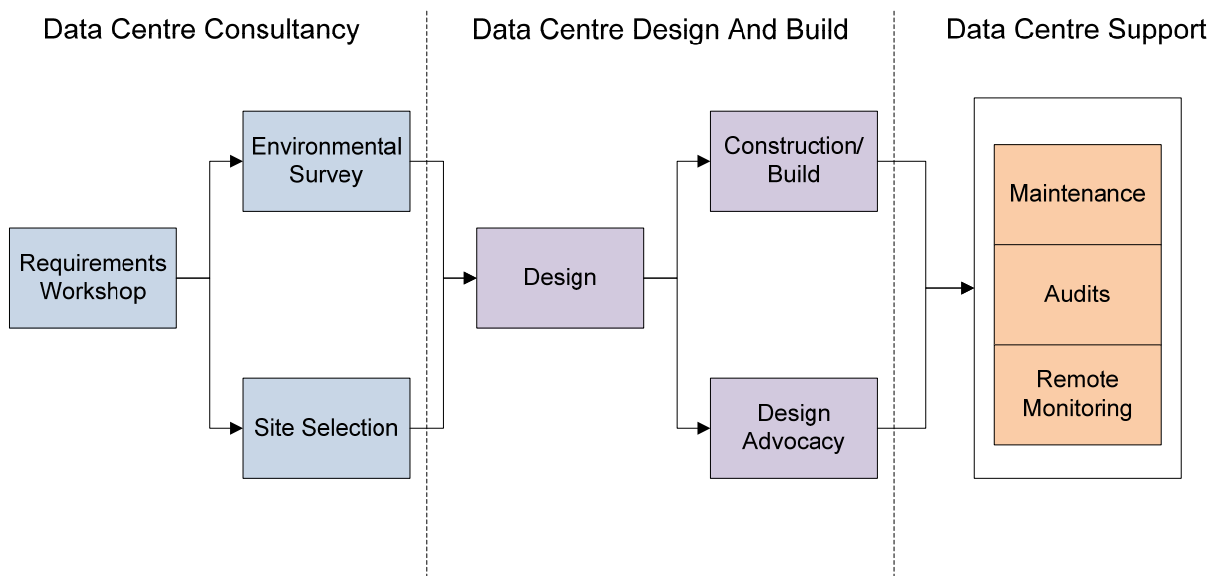 Data Centre Consultancy
Data Centre Design And Build
Data Centre Support
Requirements
Workshop
Environmental
Survey
Site Selection
Design
Construction/
Build
Design
Advocacy
Maintenance
Audits
Remote
Monitoring